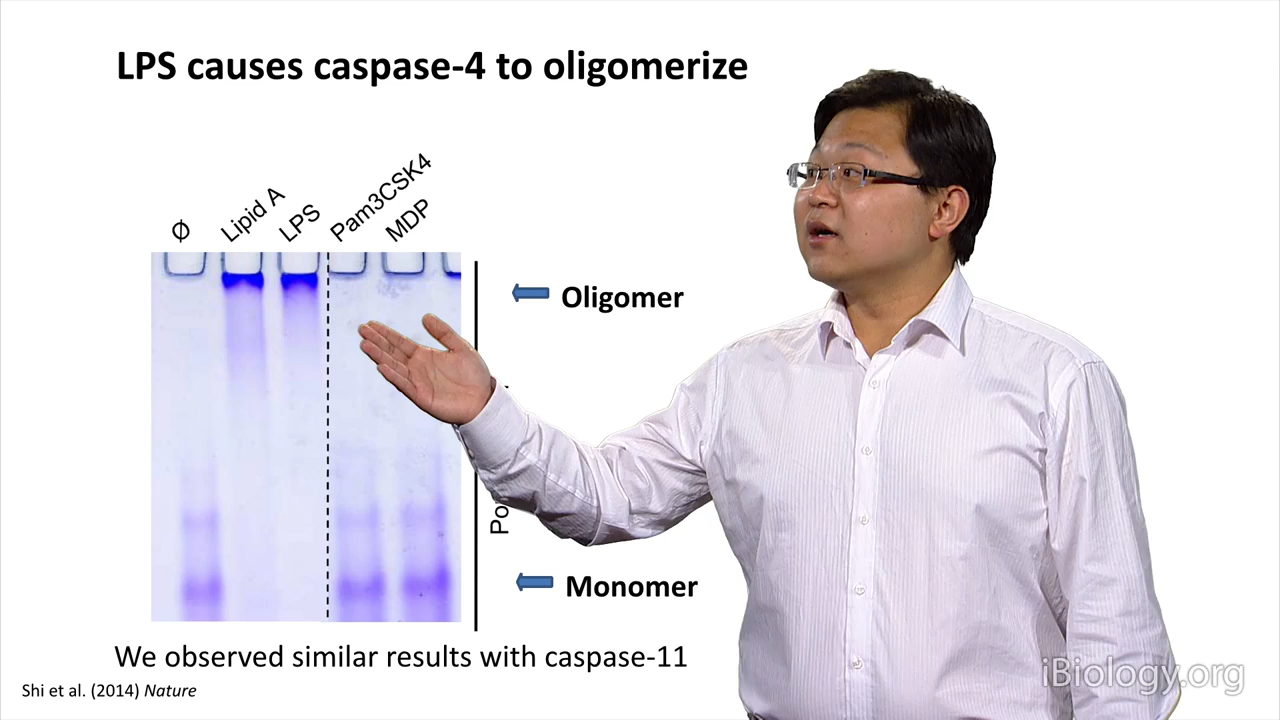 LPS causes caspase-4 to oligomerize
Ø
Lipid A
LPS
Pam3CSK4
MDP
Oligomer
Monomer
We observed similar results with caspase-11
Shi et al. (2014) Nature
iBiology.org